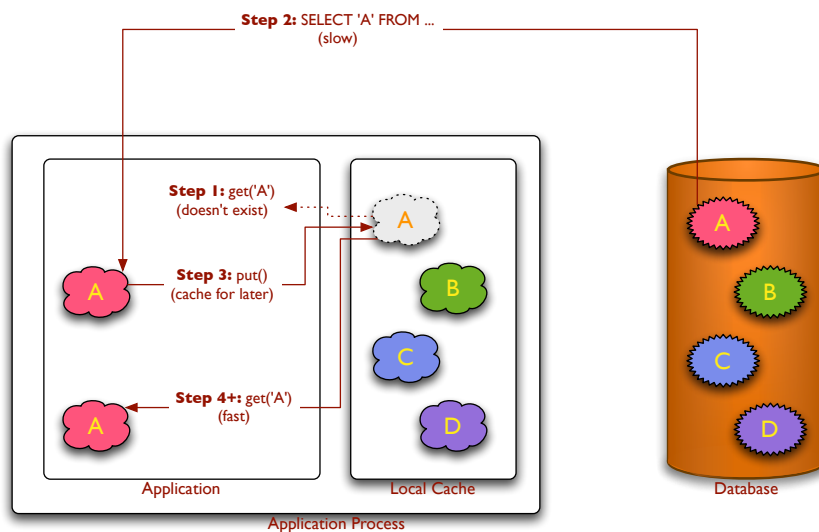 Step 2: SELECT 'A' FROM ...
(slow)
Step 1: get('A')
(doesn't exist)
A
A
Step 3: put()
(cache for later)
A
B
B
C
C
Step 4+: get('A')
(fast)
A
D
D
Application
Local Cache
Database
Application Process